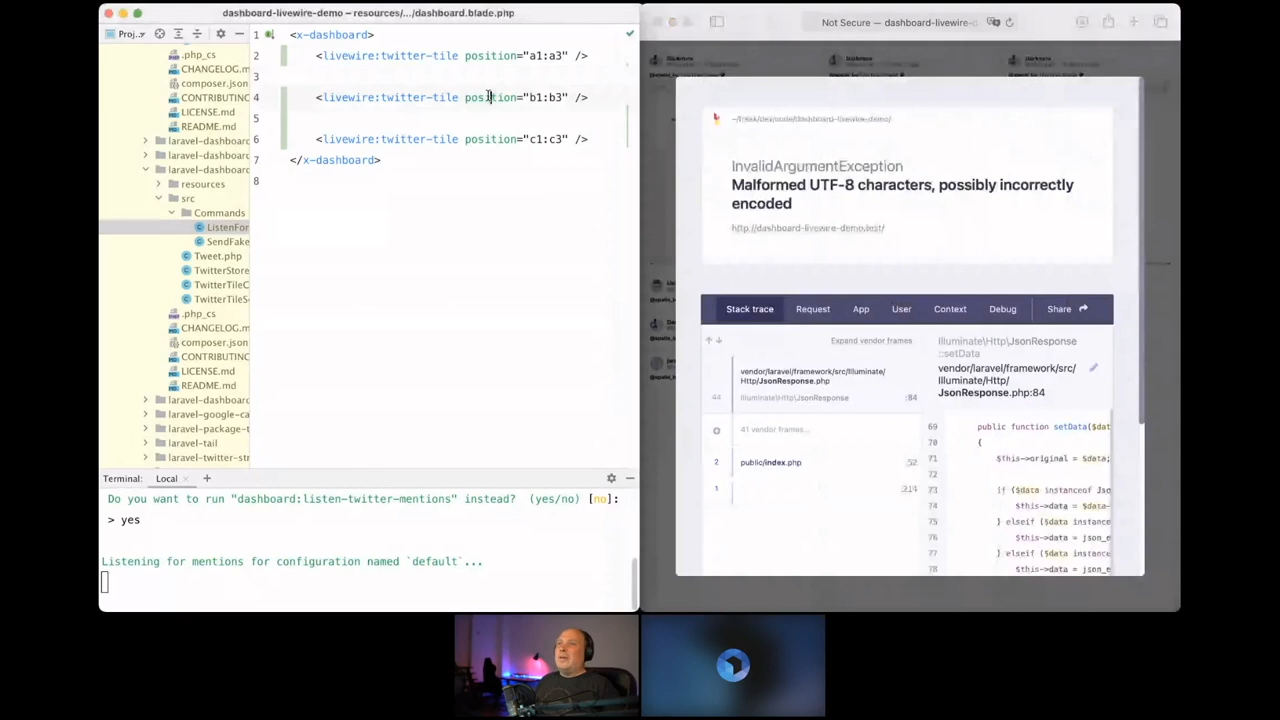 dashboard-livewire-demo – resources/.../dashboard.blade.php
Proj..
.php_cs
CHANGELOG.m
composer.json
CONTRIBUTING
LICENSE.md
README.md
laravel-dashboard
laravel-dashboard
laravel-dashboard
resources
src
Commands
ListenFor
SendFake
Tweet.php
TwitterStore
TwitterTileC
TwitterTileS
.php_cs
CHANGELOG.m
composer.json
CONTRIBUTING
LICENSE.md
README.md
laravel-dashboard
laravel-google-ca
laravel-package-t
laravel-tail
laravel-twitter-str
1 <x-dashboard>
2 <livewire:twitter-tile position="a1:a3" />
3
4 <livewire:twitter-tile position="b1:b3" />
5
6 <livewire:twitter-tile position="c1:c3" />
7 </x-dashboard>
8
Terminal: Local × +
Do you want to run "dashboard:listen-twitter-mentions" instead? (yes/no) [no]:
> yes
Listening for mentions for configuration named `default`...
Not Secure — dashboard-livewire-d
InvalidArgumentException
Malformed UTF-8 characters, possibly incorrectly
encoded
http://dashboard-livewire-demo.test/
Stack trace Request App User Context Debug Share
Expand vendor frames
vendor/laravel/framework/src/Illuminate/
Http/JsonResponse.php
44 Illuminate\Http\JsonResponse :84
41 vendor frames...
2 public/index.php :52
1
Illuminate\Http\JsonResponse
::setData
vendor/laravel/framework/src/
Illuminate/Http/
JsonResponse.php:84
69 public function setData($dat
70 {
71 $this->original = $data;
72
73 if ($data instanceof Jso
74 $this->data = $data-
75 } elseif ($data instance
76 $this->data = json_e
77 } elseif ($data instance
78 $this->data = json_e